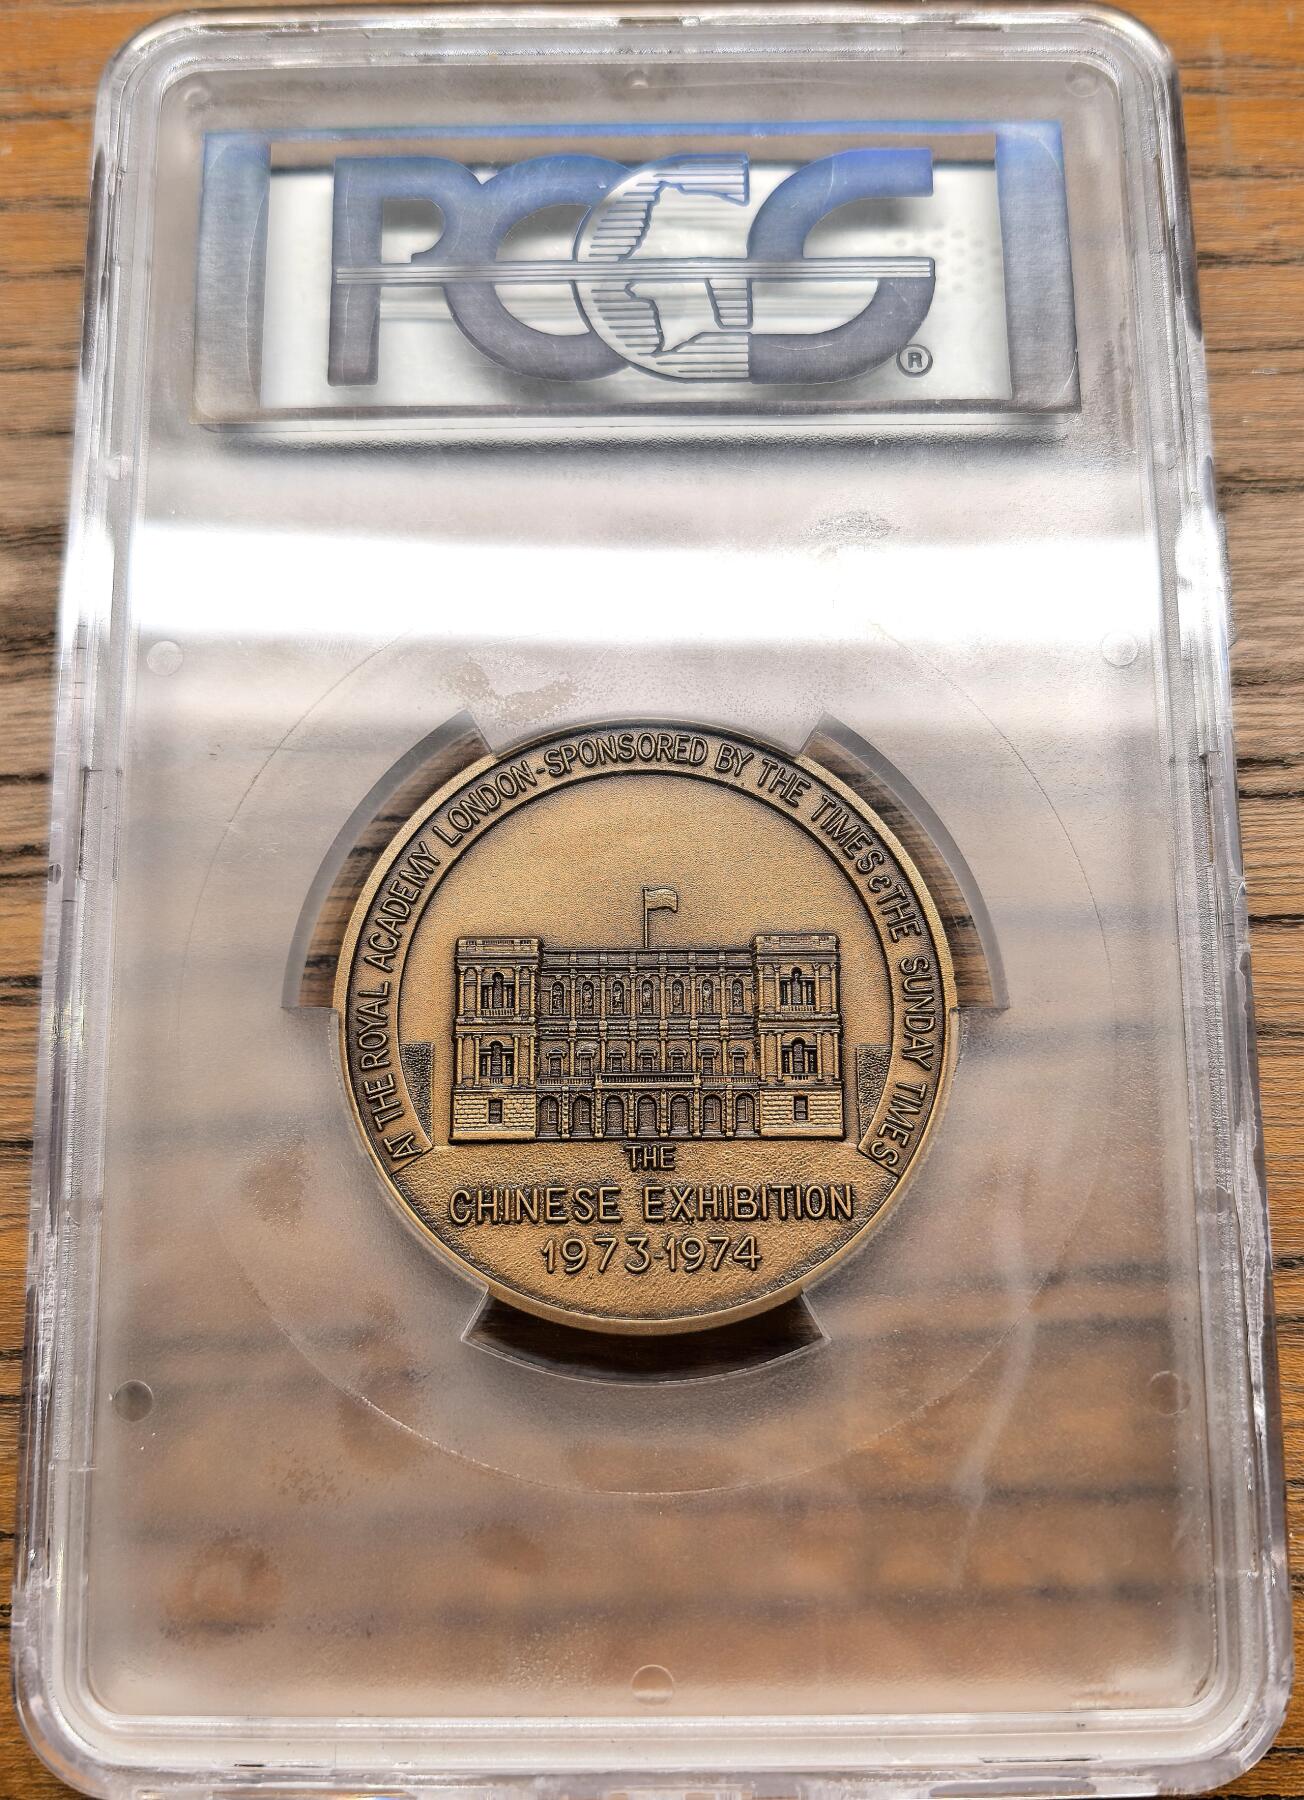 PCGS®
AT THE ROYAL ACADEMY LONDON-SPONSORED BY THE TIMES & THE SUNDAY TIMES
THE
CHINESE EXHIBITION
1973-1974